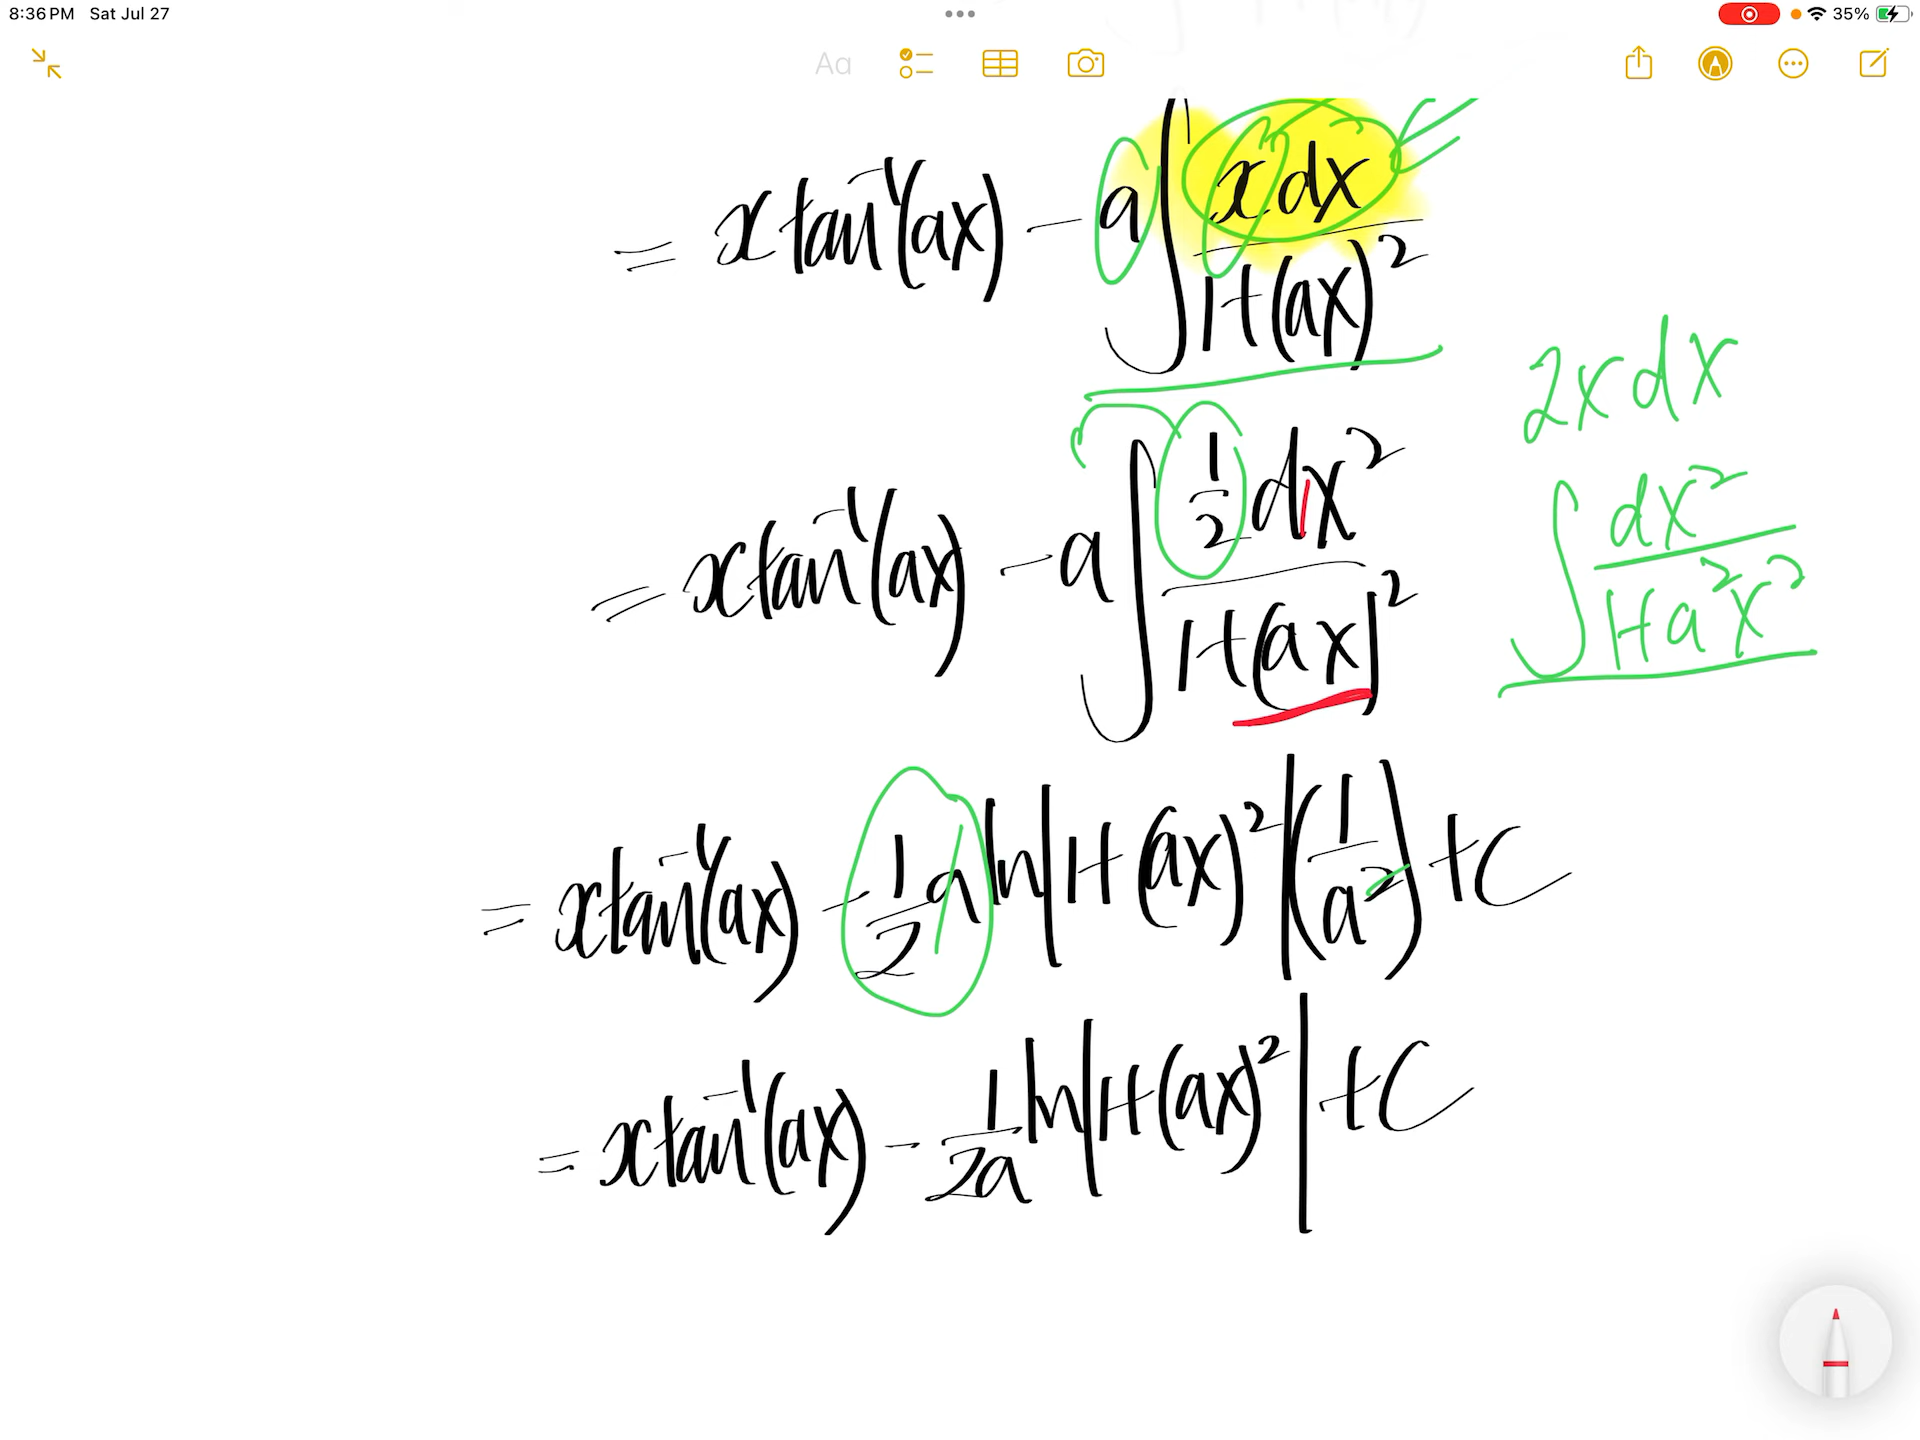 8:36 PM Sat Jul 27
35%
Aa
= x tan⁻¹(ax) - a∫ x dx / 1+(ax)²
2x dx
= x tan⁻¹(ax) - a∫ ½ dx² / 1+(ax)²
∫ dx² / 1+a²x²
= x tan⁻¹(ax) - ½ a ln|1+(ax)²|(1/a²) + C
= x tan⁻¹(ax) - 1/2a ln|1+(ax)²| + C